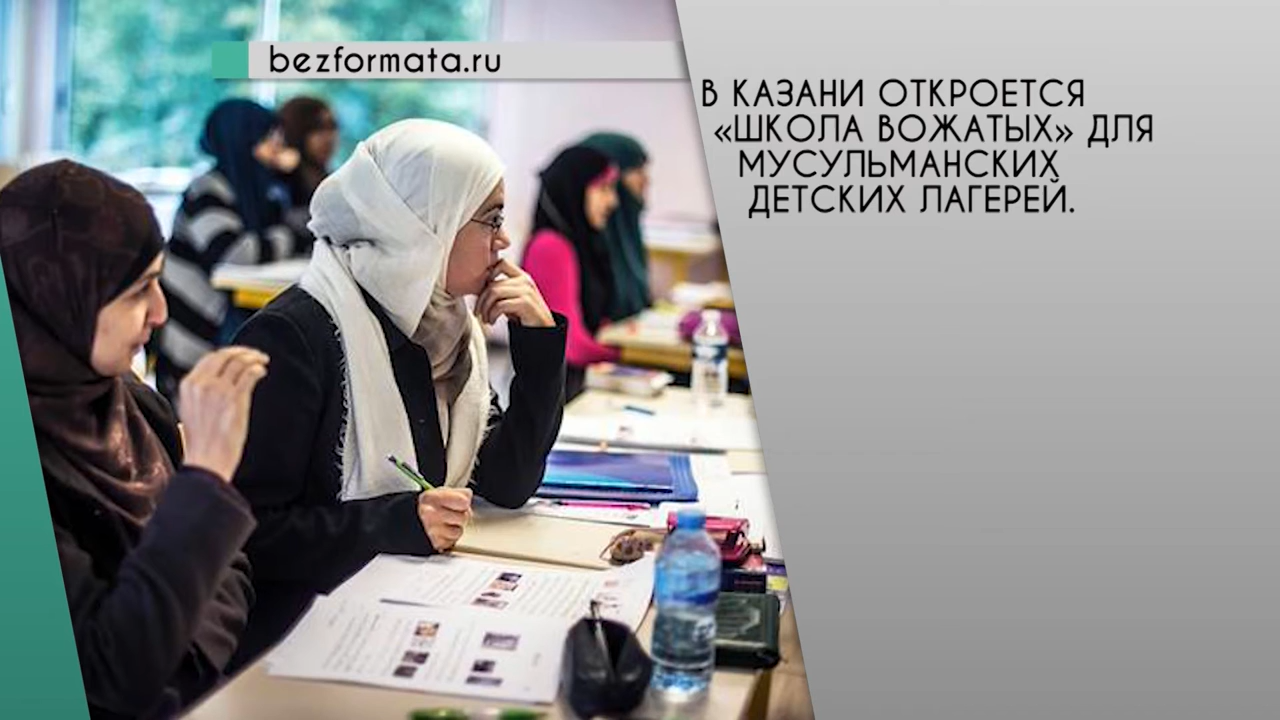 bezformata.ru
В КАЗАНИ ОТКРОЕТСЯ
«ШКОЛА ВОЖАТЫХ» ДЛЯ
МУСУЛЬМАНСКИХ
ДЕТСКИХ ЛАГЕРЕЙ.